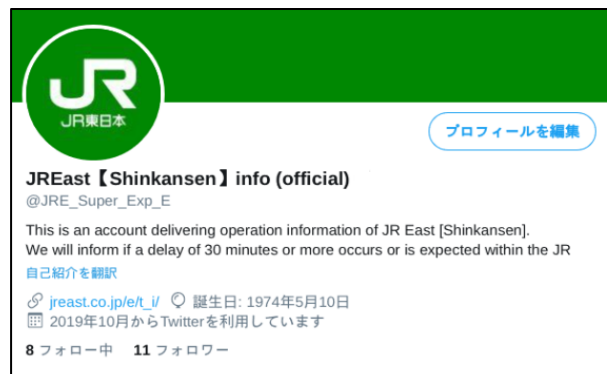 JR
JR東日本
プロフィールを編集
JREast【Shinkansen】info (official)
@JRE_Super_Exp_E
This is an account delivering operation information of JR East [Shinkansen].
We will inform if a delay of 30 minutes or more occurs or is expected within the JR
自己紹介を翻訳
jreast.co.jp/e/t_i/ 誕生日: 1974年5月10日
2019年10月からTwitterを利用しています
8 フォロー中 11 フォロワー